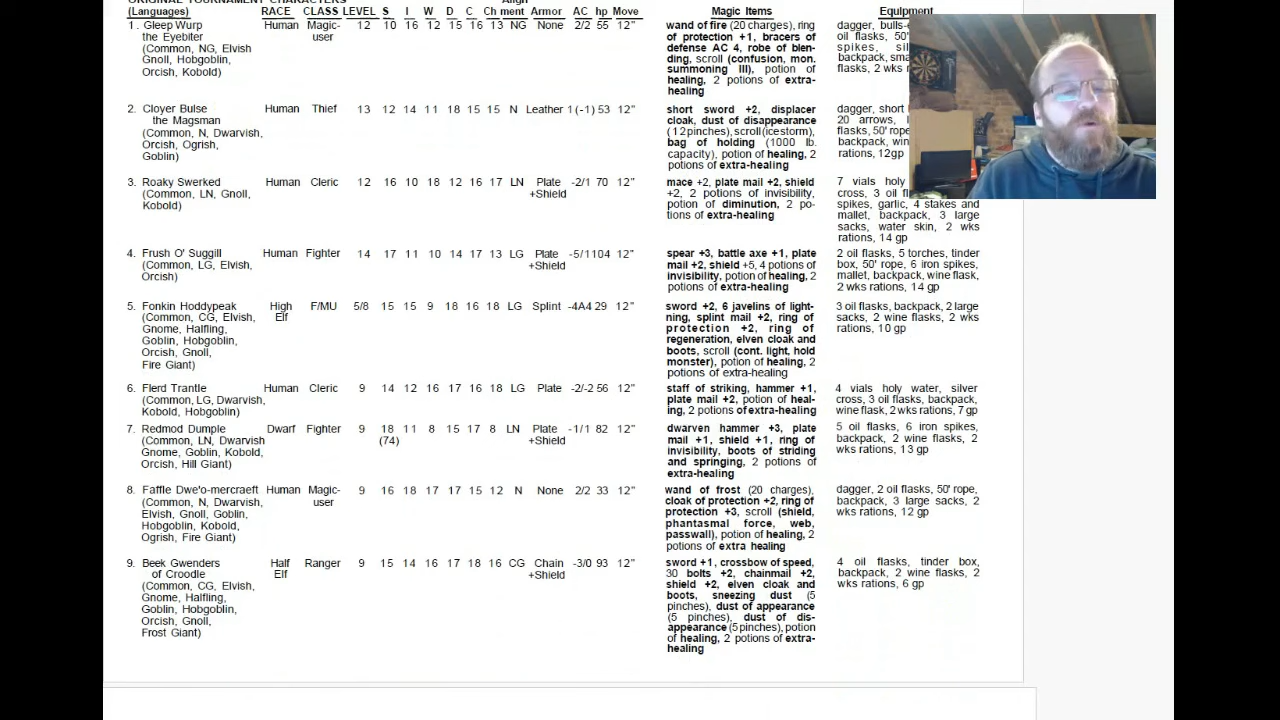 ORIGINAL TOURNAMENT CHARACTERS
(Languages) RACE CLASS LEVEL S I W D C Ch Align ment Armor AC hp Move Magic Items Equipment
1. Gleep Wurp Human Magic- 12 10 16 12 15 16 13 NG None 2/2 55 12" wand of fire (20 charges), ring dagger, bulls-
the Eyebiter user of protection +1, bracers of oil flasks, 50'
(Common, NG, Elvish defense AC 4, robe of blen- spikes,
Gnoll, Hobgoblin, ding, scroll (confusion, mon. backpack,
Orcish, Kobold) summoning III), potion of flasks, 2 wks
healing, 2 potions of extra-
healing
2. Cloyer Bulse Human Thief 13 12 14 11 18 15 15 N Leather 1 (-1) 53 12" short sword +2, displacer dagger, short
the Magsman cloak, dust of disappearance 20 arrows,
(Common, N, Dwarvish, (12 pinches), scroll (ice storm), flasks, 50' rope
Orcish, Ogrish, bag of holding (1000 lb. backpack,
Goblin) capacity), potion of healing, 2 rations, 12gp
potions of extra-healing
3. Roaky Swerked Human Cleric 12 16 10 18 12 16 17 LN Plate -2/1 70 12" mace +2, plate mail +2, shield 7 vials holy
(Common, LN, Gnoll, +Shield +2, 2 potions of invisibility, cross, 3 oil
Kobold) potion of diminution, 2 po- spikes, garlic, 4 stakes and
tions of extra-healing mallet, backpack, 3 large
sacks, water skin, 2 wks
rations, 14 gp
4. Frush O' Suggill Human Fighter 14 17 11 10 14 17 13 LG Plate -5/1 104 12" spear +3, battle axe +1, plate 2 oil flasks, 5 torches, tinder
(Common, LG, Elvish, +Shield mail +2, shield +5, 4 potions of box, 50' rope, 6 iron spikes,
Orcish) invisibility, potion of healing, 2 mallet, backpack, wine flask,
potions of extra-healing 2 wks rations, 14 gp
5. Fonkin Hoddypeak High F/MU 5/8 15 15 9 18 16 18 LG Splint -4A4 29 12" sword +2, 6 javelins of light- 3 oil flasks, backpack, 2 large
(Common, CG, Elvish, Elf ning, splint mail +2, ring of sacks, 2 wine flasks, 2 wks
Gnome, Halfling, protection +2, ring of rations, 10 gp
Goblin, Hobgoblin, regeneration, elven cloak and
Orcish, Gnoll, boots, scroll (cont. light, hold
Fire Giant) monster), potion of healing, 2
potions of extra-healing
6. Flerd Trantle Human Cleric 9 14 12 16 17 16 18 LG Plate -2/-2 56 12" staff of striking, hammer +1, 4 vials holy water, silver
(Common, LG, Dwarvish, plate mail +2, potion of heal- cross, 3 oil flasks, backpack,
Kobold, Hobgoblin) ing, 2 potions of extra-healing wine flask, 2 wks rations, 7 gp
7. Redmod Dumple Dwarf Fighter 9 18 11 8 15 17 8 LN Plate -1/1 82 12" dwarven hammer +3, plate 5 oil flasks, 6 iron spikes,
(Common, LN, Dwarvish (74) +Shield mail +1, shield +1, ring of backpack, 2 wine flasks, 2
Gnome, Goblin, Kobold, invisibility, boots of striding wks rations, 13 gp
Orcish, Hill Giant) and springing, 2 potions of
extra-healing
8. Faffle Dwe'o-mercraeft Human Magic- 9 16 18 17 17 15 12 N None 2/2 33 12" wand of frost (20 charges), dagger, 2 oil flasks, 50' rope,
(Common, N, Dwarvish, user cloak of protection +2, ring of backpack, 3 large sacks, 2
Elvish, Gnoll, Goblin, protection +3, scroll (shield, wks rations, 12 gp
Hobgoblin, Kobold, phantasmal force, web,
Ogrish, Fire Giant) passwall), potion of healing, 2
potions of extra healing
9. Beek Gwenders Half Ranger 9 15 14 16 17 18 16 CG Chain -3/0 93 12" sword +1, crossbow of speed, 4 oil flasks, tinder box,
of Croodle Elf +Shield 30 bolts +2, chainmail +2, backpack, 2 wine flasks, 2
(Common, CG, Elvish, shield +2, elven cloak and wks rations, 6 gp
Gnome, Halfling, boots, sneezing dust (5
Goblin, Hobgoblin, pinches), dust of appearance
Orcish, Gnoll, (5 pinches), dust of dis-
Frost Giant) appearance (5 pinches), potion
of healing, 2 potions of extra-
healing